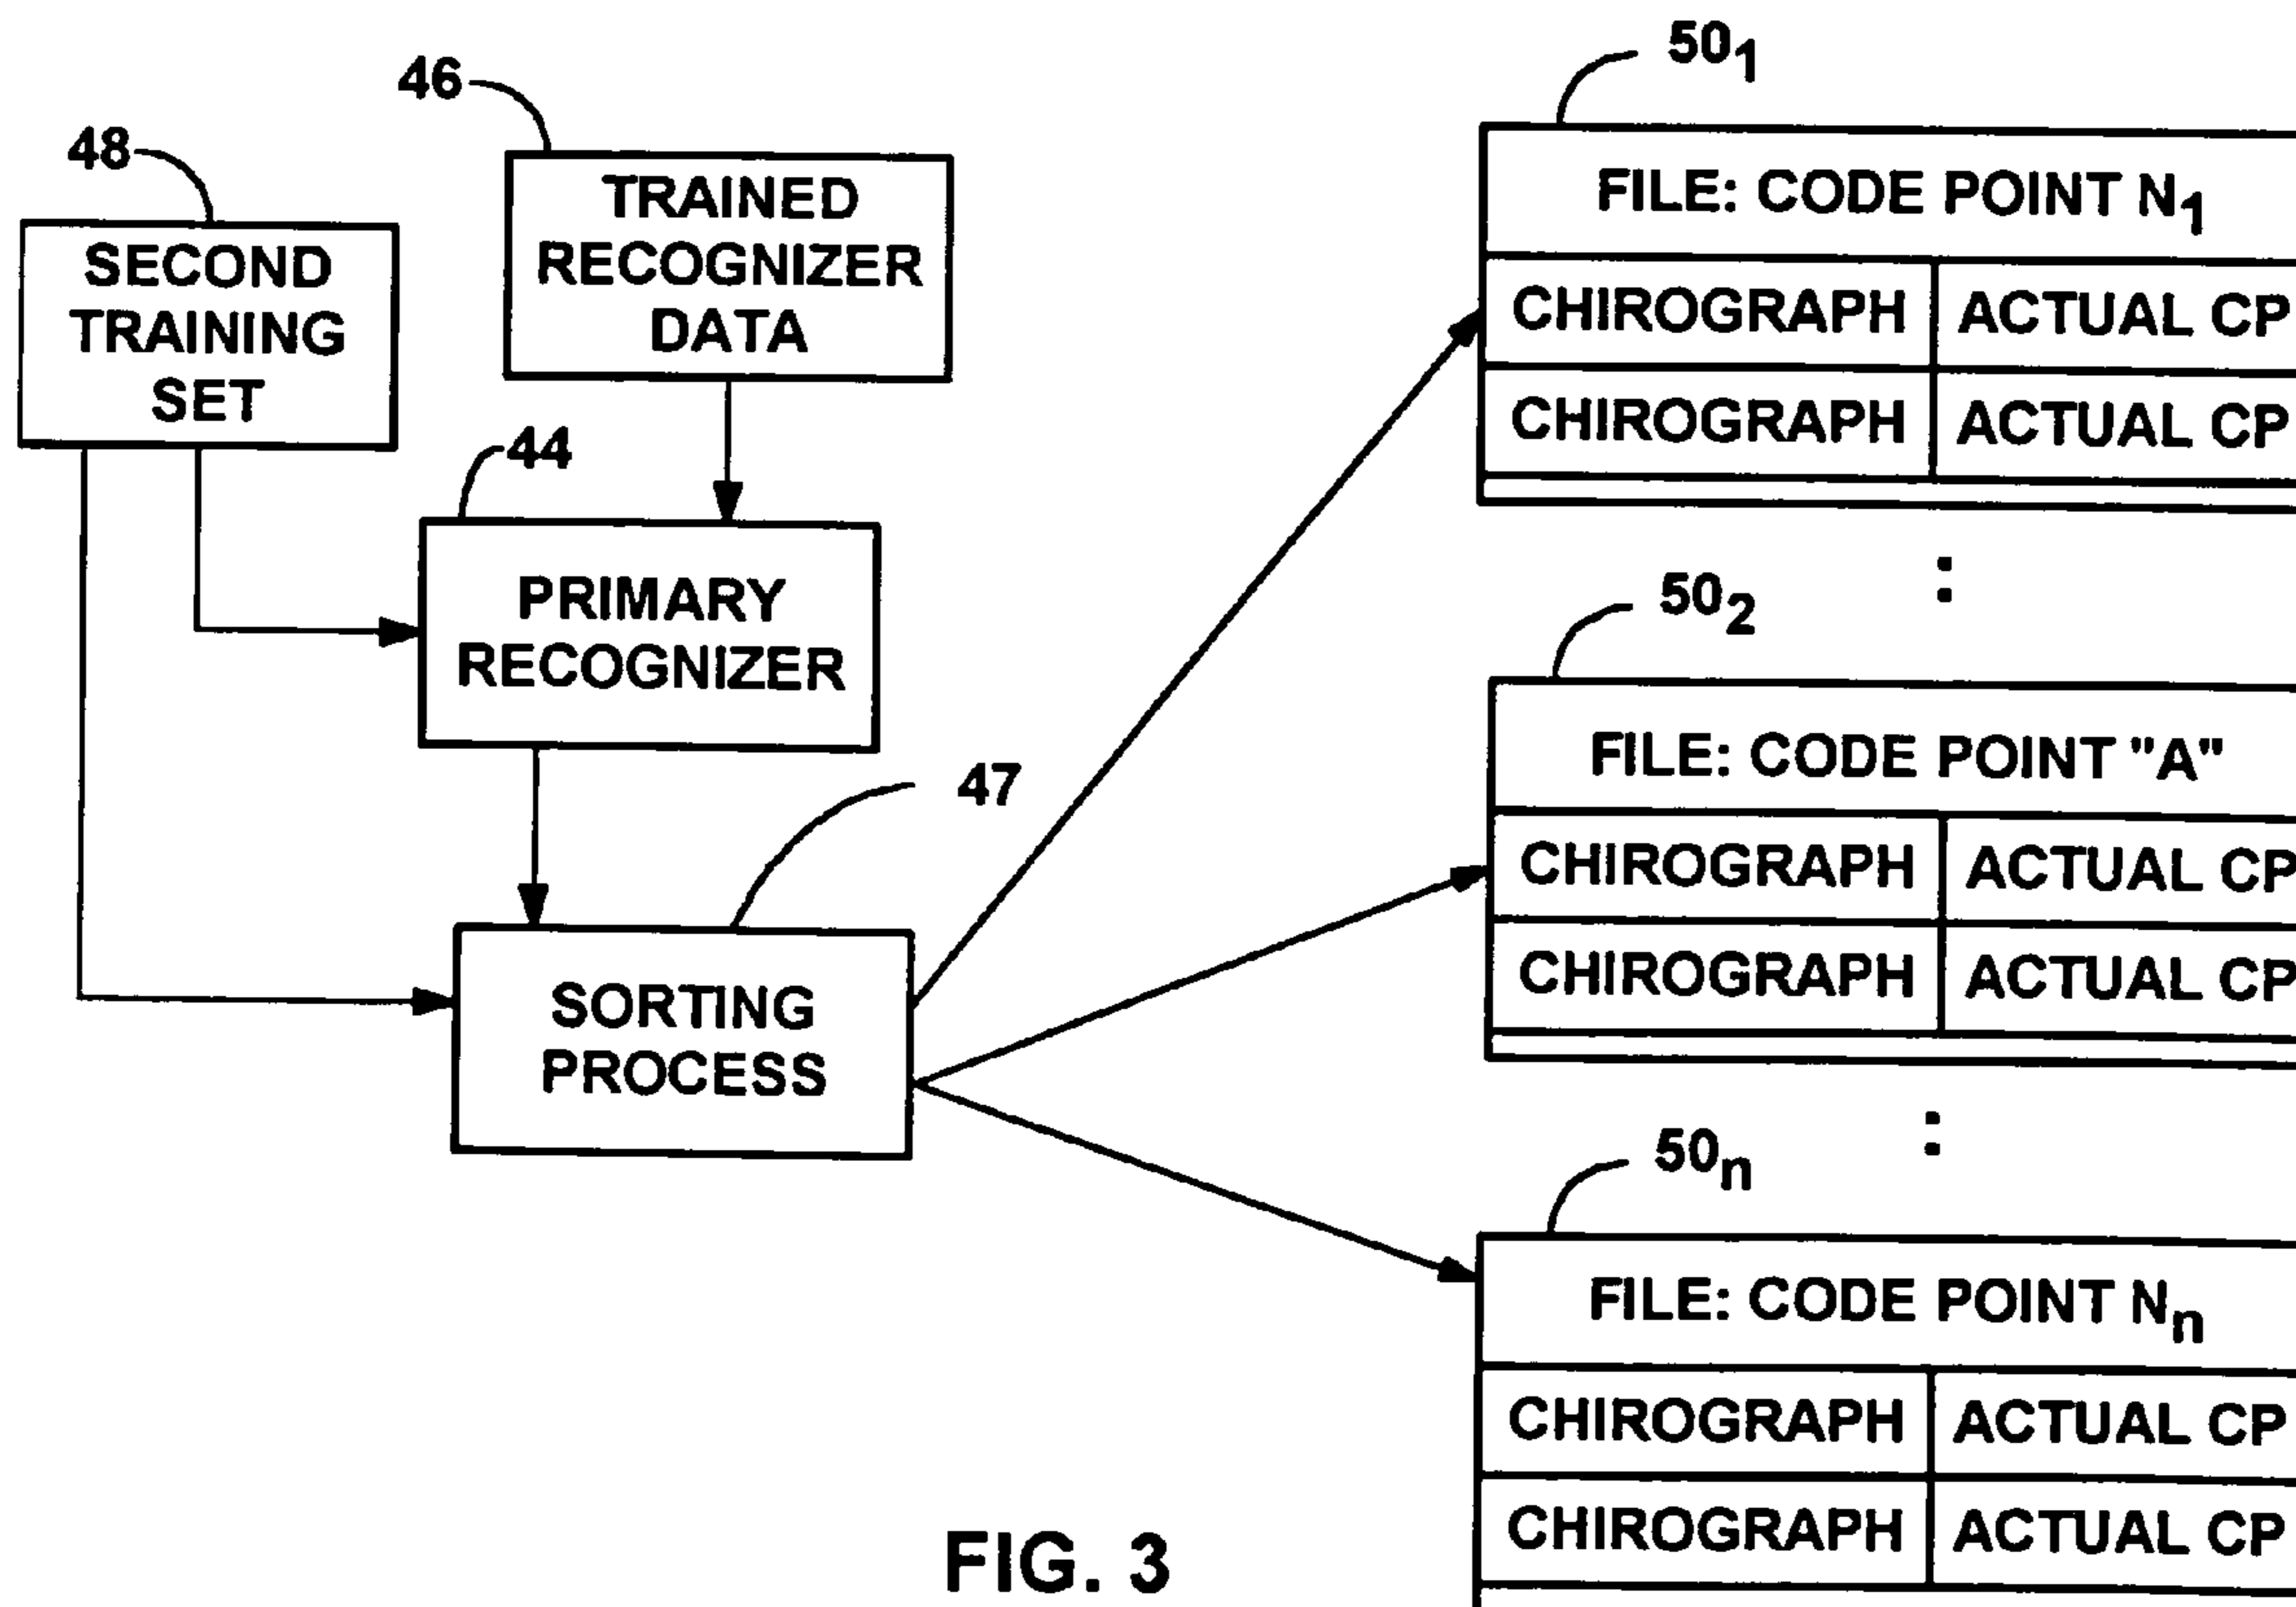 46
48
TRAINED
RECOGNIZER
DATA
SECOND
TRAINING
SET
44
PRIMARY
RECOGNIZER
47
SORTING
PROCESS
50₁
FILE: CODE POINT N₁
CHIROGRAPH ACTUAL CP
CHIROGRAPH ACTUAL CP
:
50₂
FILE: CODE POINT "A"
CHIROGRAPH ACTUAL CP
CHIROGRAPH ACTUAL CP
:
50ₙ
FILE: CODE POINT Nₙ
CHIROGRAPH ACTUAL CP
CHIROGRAPH ACTUAL CP
FIG. 3